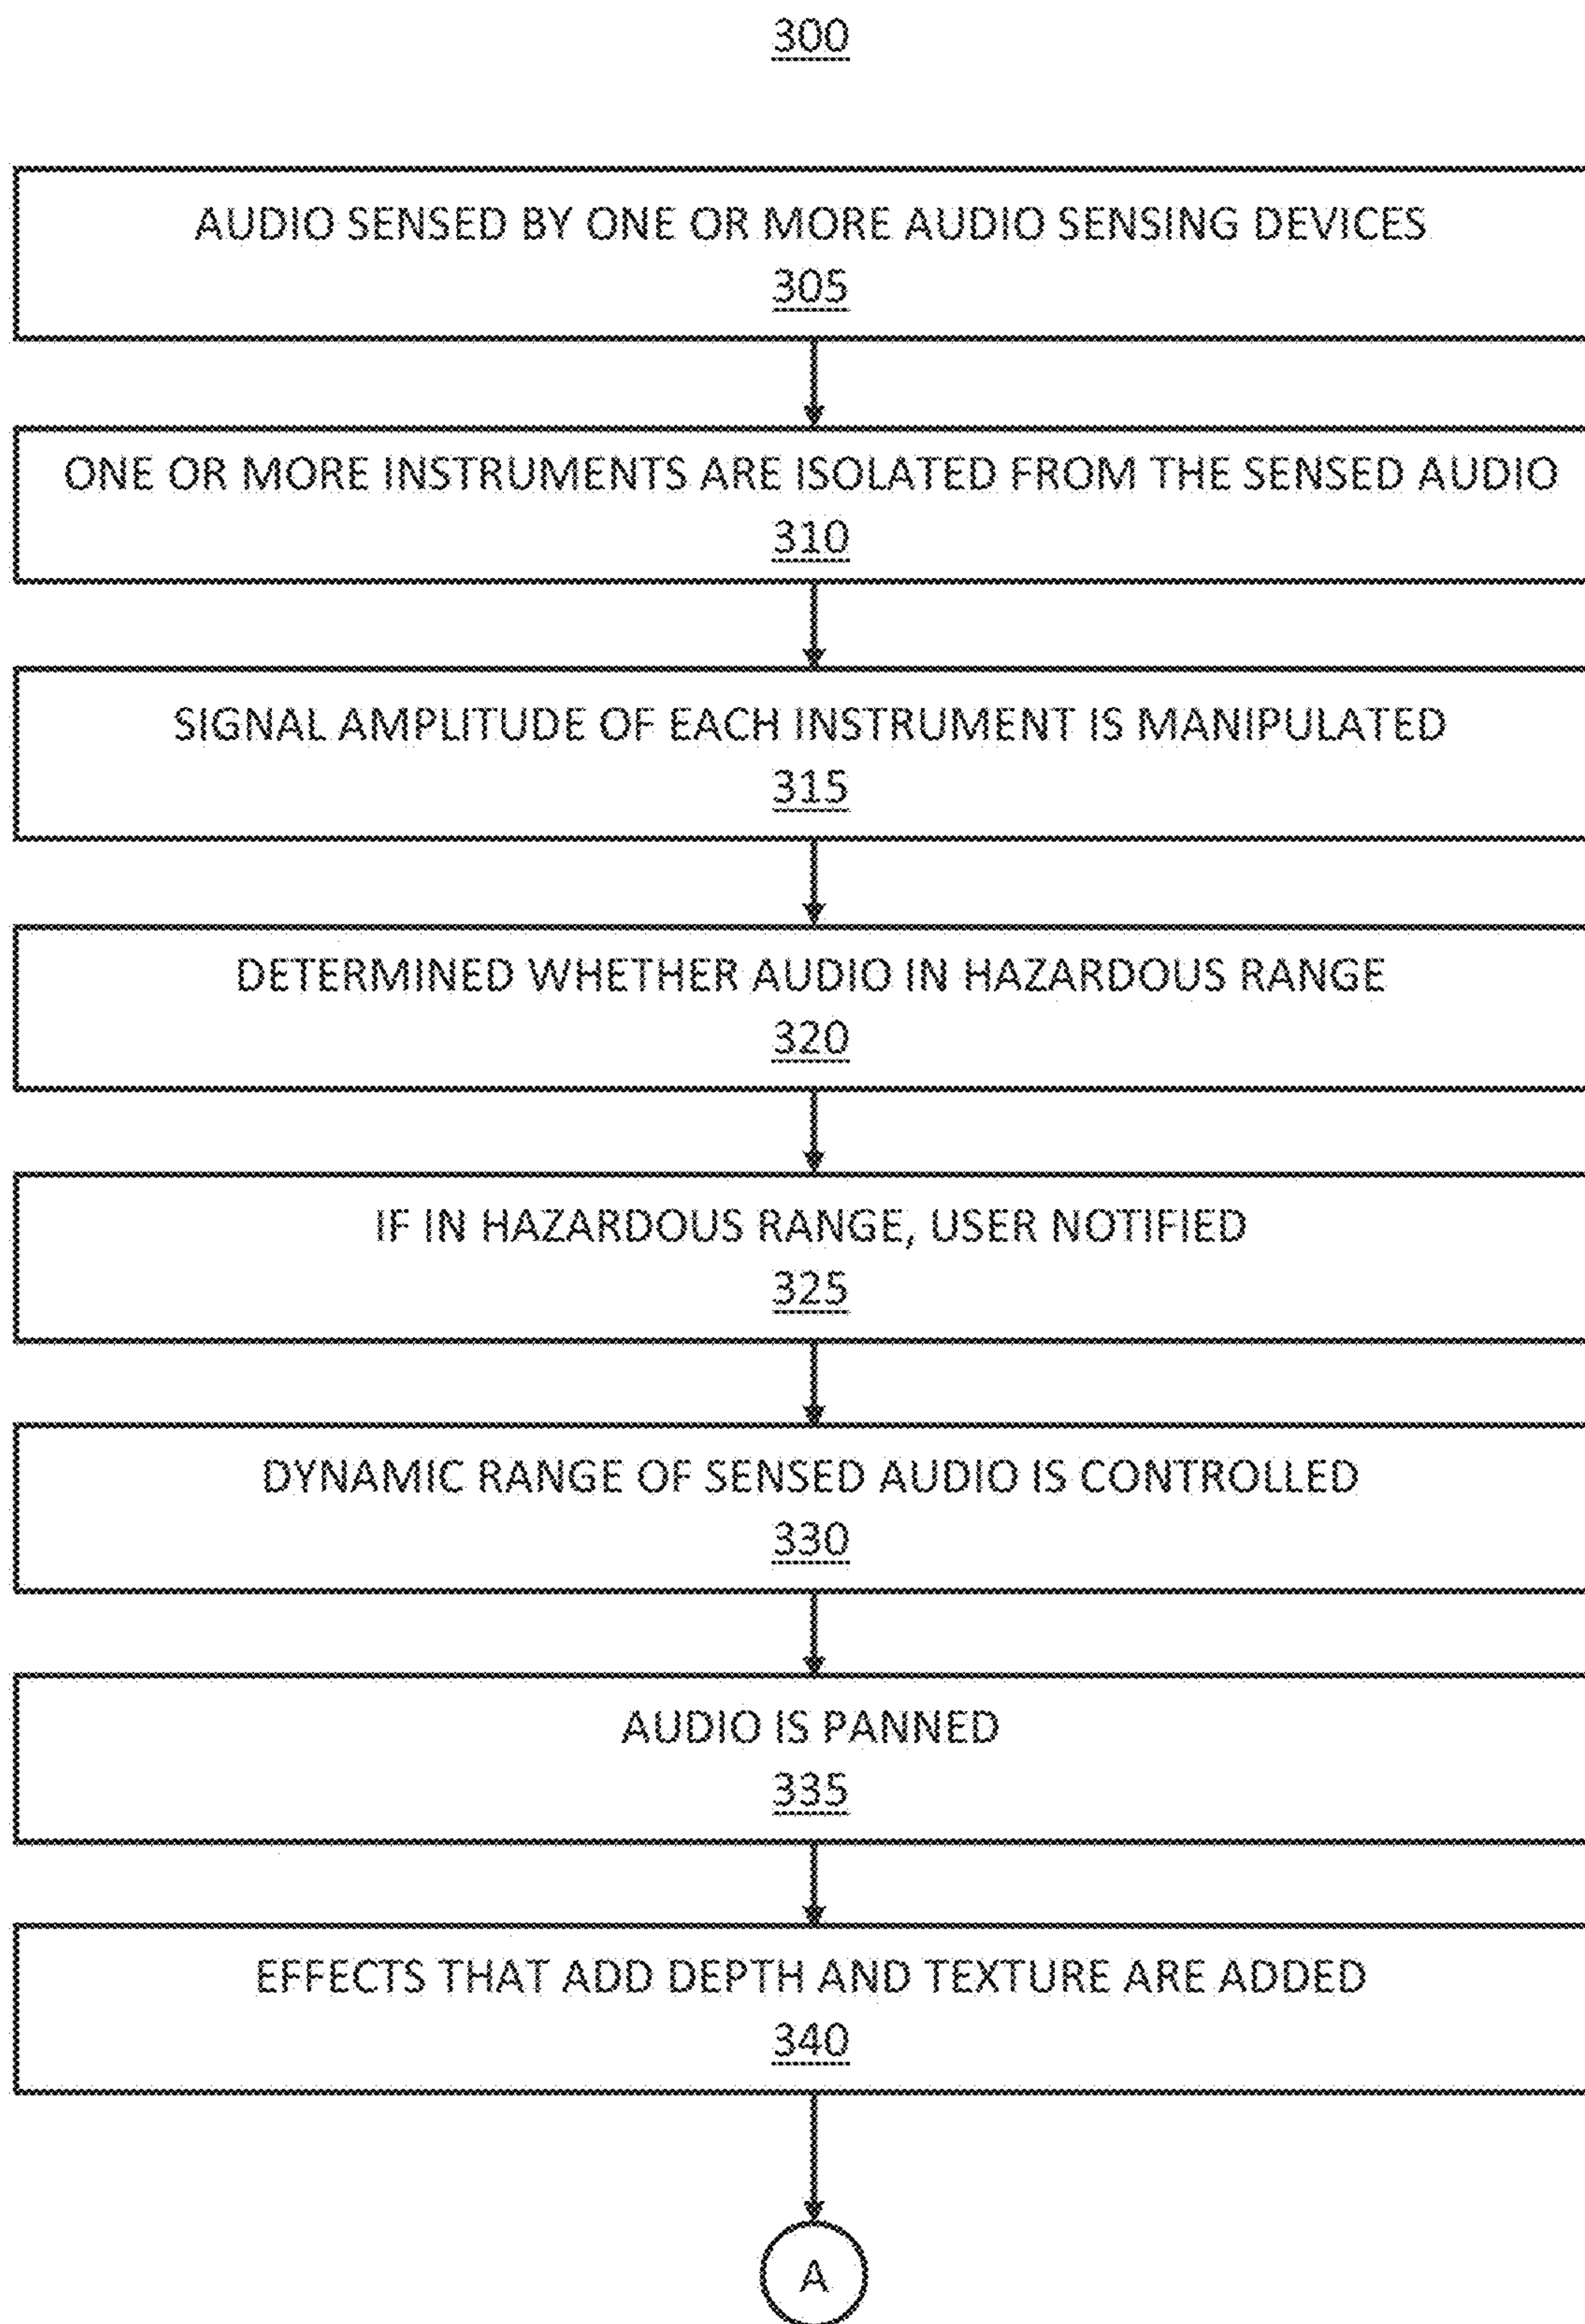 300
AUDIO SENSED BY ONE OR MORE AUDIO SENSING DEVICES
305
ONE OR MORE INSTRUMENTS ARE ISOLATED FROM THE SENSED AUDIO
310
SIGNAL AMPLITUDE OF EACH INSTRUMENT IS MANIPULATED
315
DETERMINED WHETHER AUDIO IN HAZARDOUS RANGE
320
IF IN HAZARDOUS RANGE, USER NOTIFIED
325
DYNAMIC RANGE OF SENSED AUDIO IS CONTROLLED
330
AUDIO IS PANNED
335
EFFECTS THAT ADD DEPTH AND TEXTURE ARE ADDED
340
A